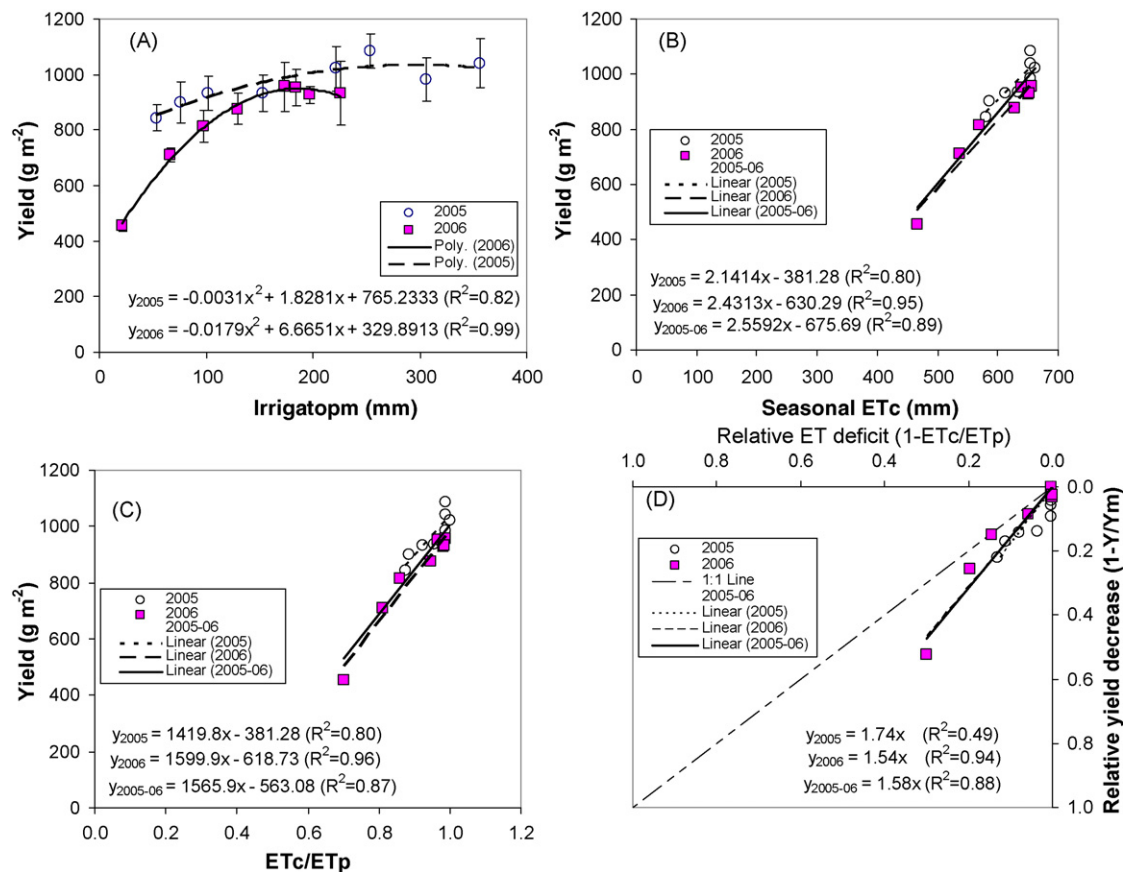 (A)
1200
1000
800
600
400
200
0
Yield (g m⁻²)
2005
2006
Poly. (2006)
Poly. (2005)
y₂₀₀₅ = -0.0031x² + 1.8281x + 765.2333 (R²=0.82)
y₂₀₀₆ = -0.0179x² + 6.6651x + 329.8913 (R²=0.99)
0 100 200 300 400
Irrigatopm (mm)
(B)
1200
1000
800
600
400
200
0
Yield (g m⁻²)
2005
2006
2005-06
Linear (2005)
Linear (2006)
Linear (2005-06)
y₂₀₀₅ = 2.1414x - 381.28 (R²=0.80)
y₂₀₀₆ = 2.4313x - 630.29 (R²=0.95)
y₂₀₀₅₋₀₆ = 2.5592x - 675.69 (R²=0.89)
0 100 200 300 400 500 600 700
Seasonal ETc (mm)
(C)
1200
1000
800
600
400
200
0
Yield (g m⁻²)
2005
2006
2005-06
Linear (2005)
Linear (2006)
Linear (2005-06)
y₂₀₀₅ = 1419.8x - 381.28 (R²=0.80)
y₂₀₀₆ = 1599.9x - 618.73 (R²=0.96)
y₂₀₀₅₋₀₆ = 1565.9x - 563.08 (R²=0.87)
0.0 0.2 0.4 0.6 0.8 1.0 1.2
ETc/ETp
Relative ET deficit (1-ETc/ETp)
1.0 0.8 0.6 0.4 0.2 0.0
(D)
0.0
0.2
0.4
0.6
0.8
1.0
Relative yield decrease (1-Y/Ym)
2005
2006
1:1 Line
2005-06
Linear (2005)
Linear (2006)
Linear (2005-06)
y₂₀₀₅ = 1.74x (R²=0.49)
y₂₀₀₆ = 1.54x (R²=0.94)
y₂₀₀₅₋₀₆ = 1.58x (R²=0.88)